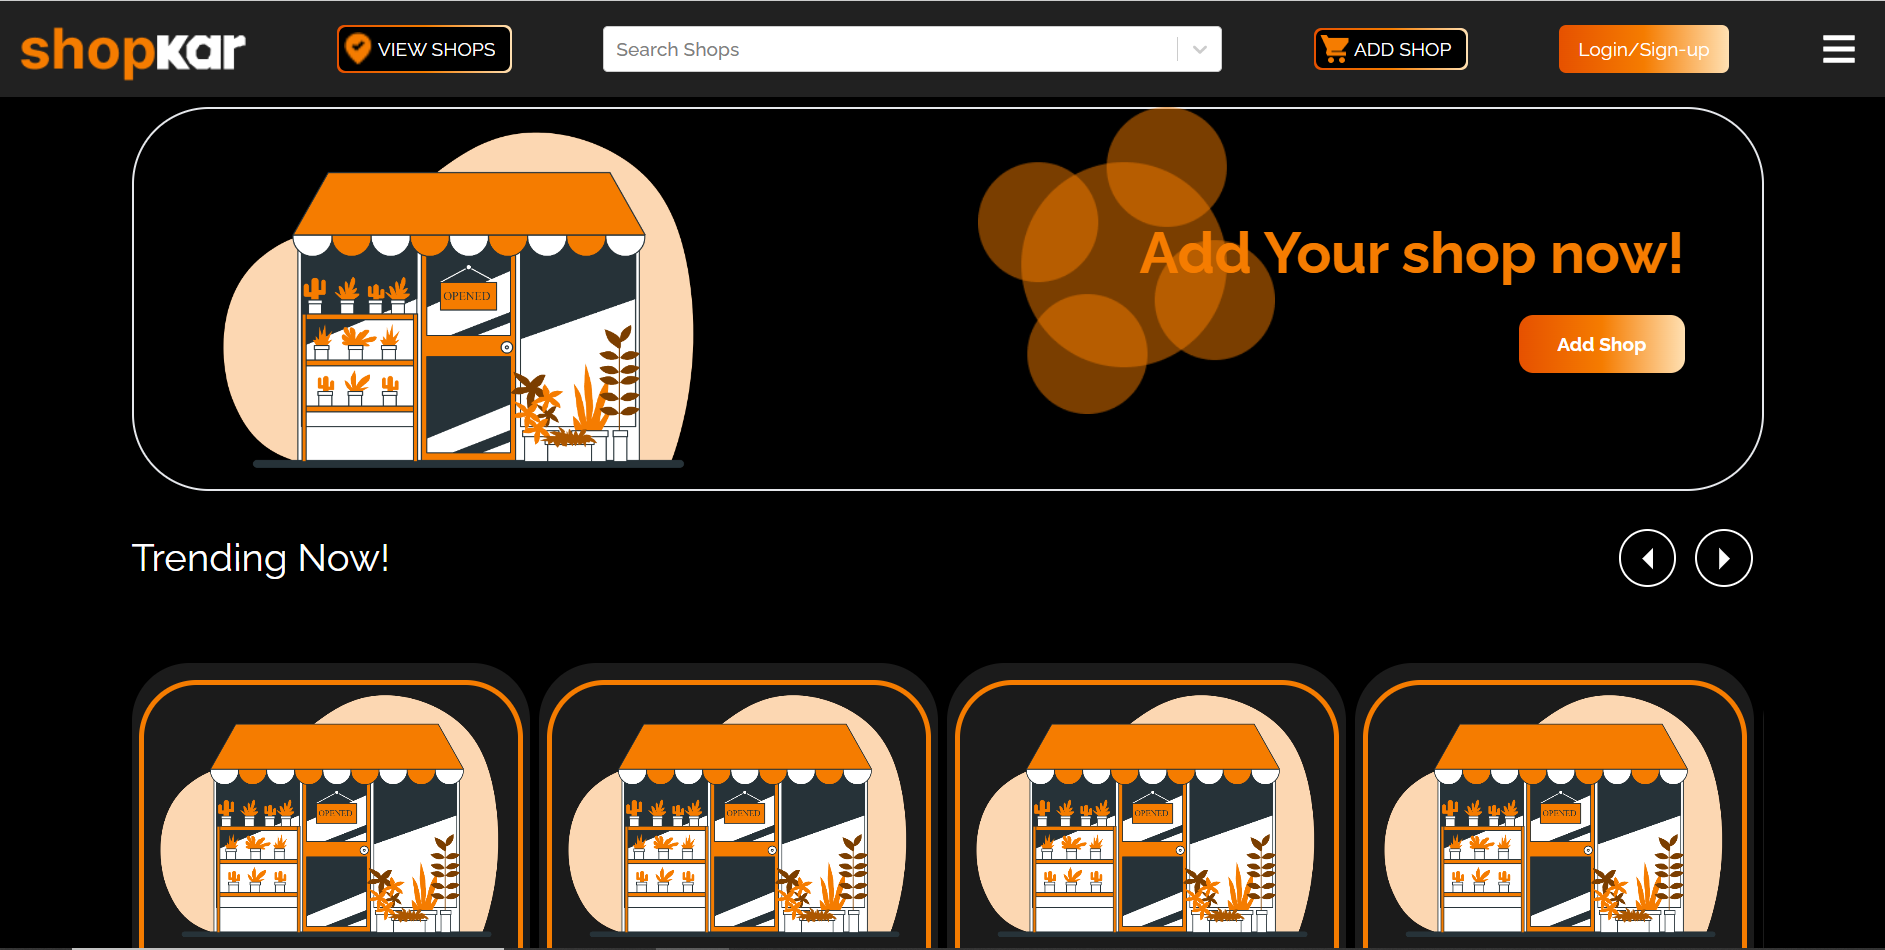 shopkar
VIEW SHOPS
Search Shops
ADD SHOP
Login/Sign-up
OPENED
Add Your shop now!
Add Shop
Trending Now!
OPENED
OPENED
OPENED
OPENED